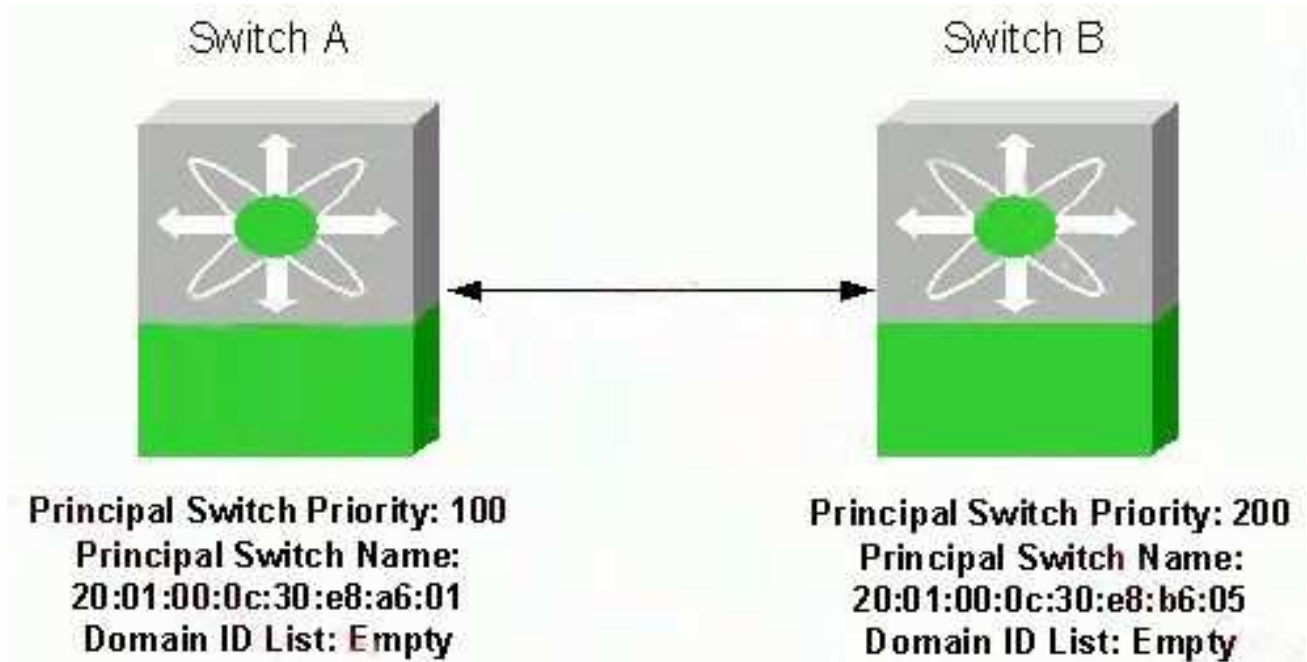 Switch A
Switch B
Principal Switch Priority: 100
Principal Switch Name:
20:01:00:0c:30:e8:a6:01
Domain ID List: Empty
Principal Switch Priority: 200
Principal Switch Name:
20:01:00:0c:30:e8:b6:05
Domain ID List: Empty